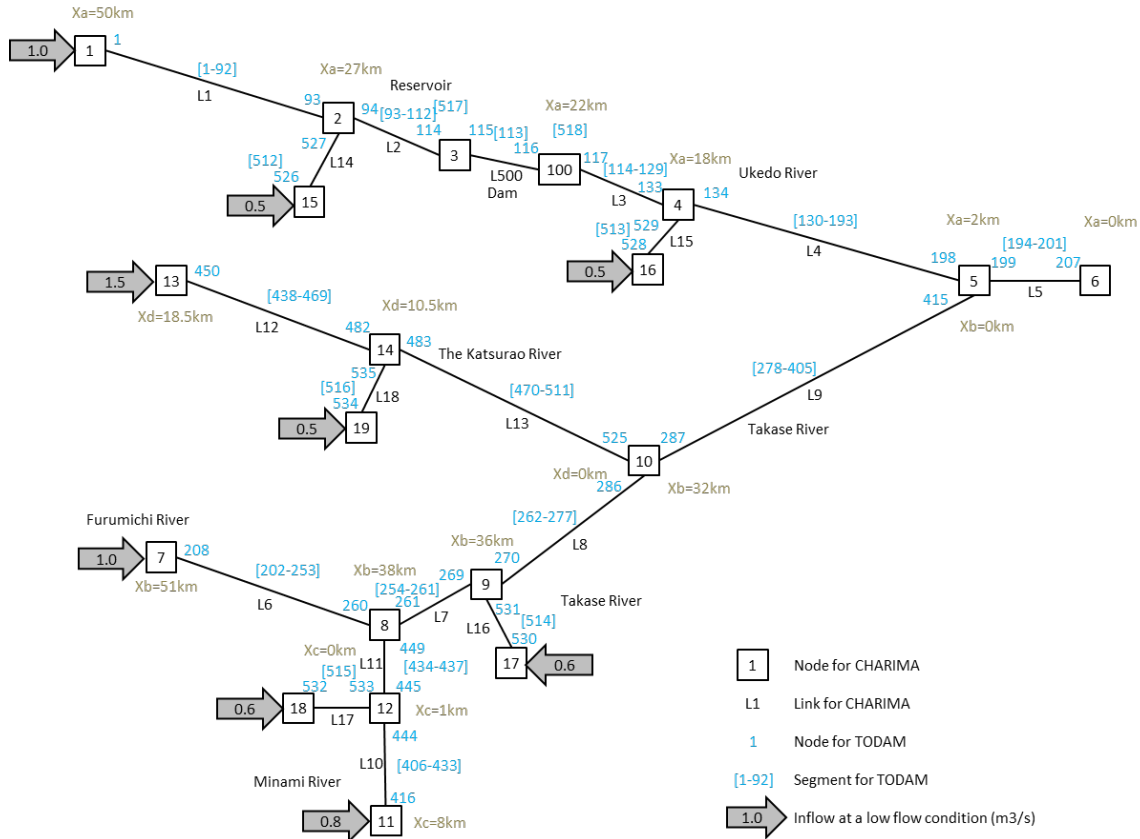 Xa=50km
1.0
1
1
[1-92]
L1
Xa=27km
93
2
94
Reservoir
[93-112]
[517]
L2
114
3
115
[113]
116
L500
Dam
Xa=22km
[518]
100
117
[114-129]
L3
Xa=18km
133
4
134
Ukedo River
527
L14
[512]
526
0.5
15
[513]
529
528
L15
0.5
16
[130-193]
L4
Xa=2km
198
5
199
[194-201]
L5
Xa=0km
207
6
415
Xb=0km
1.5
13
450
Xd=18.5km
[438-469]
L12
Xd=10.5km
482
14
483
The Katsurao River
535
[516]
534
L18
0.5
19
[470-511]
L13
[278-405]
L9
Takase River
525
10
287
Xd=0km
286
Xb=32km
[262-277]
L8
Furumichi River
1.0
7
208
Xb=51km
[202-253]
L6
Xb=38km
260
8
261
[254-261]
L7
Xb=36km
269
9
270
Takase River
531
[514]
L16
530
17
0.6
Xc=0km
449
L11
[434-437]
[515]
532
533
445
0.6
18
L17
12
Xc=1km
444
L10
[406-433]
Minami River
416
0.8
11
Xc=8km
1
Node for CHARIMA
L1
Link for CHARIMA
1
Node for TODAM
[1-92]
Segment for TODAM
1.0
Inflow at a low flow condition (m3/s)